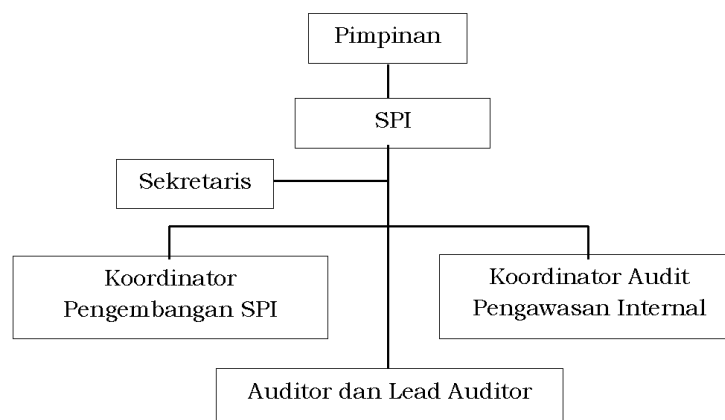 Pimpinan
SPI
Sekretaris
Koordinator
Pengembangan SPI
Koordinator Audit
Pengawasan Internal
Auditor dan Lead Auditor